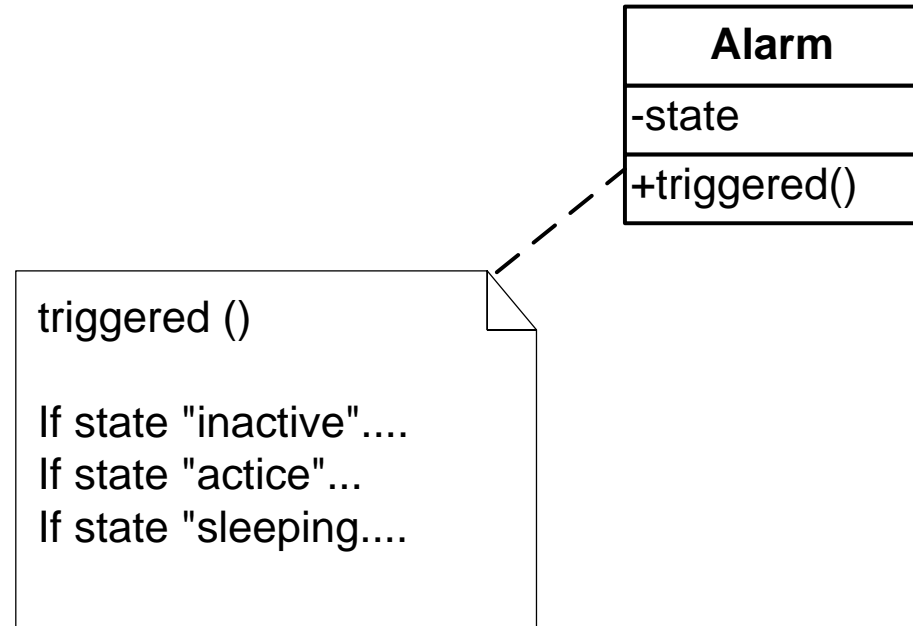 Alarm
-state
+triggered()
triggered ()
If state "inactive"....
If state "actice"...
If state "sleeping....